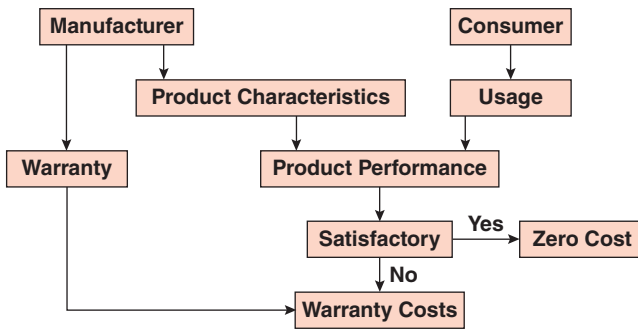 Manufacturer
Consumer
Product Characteristics
Usage
Warranty
Product Performance
Satisfactory
Yes
Zero Cost
No
Warranty Costs